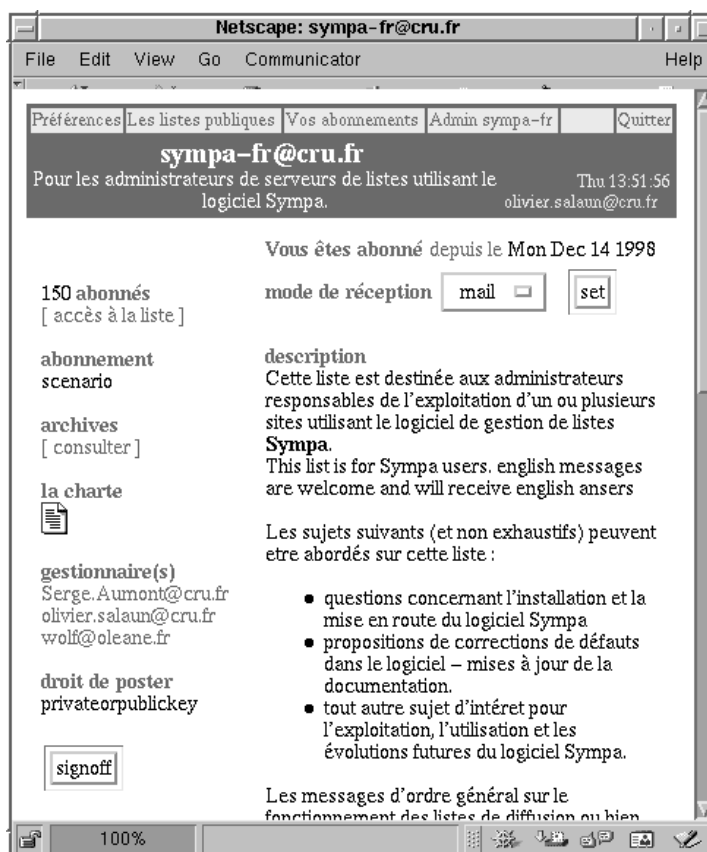 Netscape: sympa-fr@cru.fr
File Edit View Go Communicator Help
Préférences Les listes publiques Vos abonnements Admin sympa-fr Quitter
sympa-fr@cru.fr
Pour les administrateurs de serveurs de listes utilisant le
logiciel Sympa.
Thu 13:51:56
olivier.salaun@cru.fr
Vous êtes abonné depuis le Mon Dec 14 1998
mode de réception mail set
150 abonnés
[ accès à la liste ]
abonnement
scenario
archives
[ consulter ]
la charte
gestionnaire(s)
Serge.Aumont@cru.fr
olivier.salaun@cru.fr
wolf@oleane.fr
droit de poster
privateorpublickey
signoff
description
Cette liste est destinée aux administrateurs
responsables de l'exploitation d'un ou plusieurs
sites utilisant le logiciel de gestion de listes
Sympa.
This list is for Sympa users. english messages
are welcome and will receive english ansers
Les sujets suivants (et non exhaustifs) peuvent
etre abordés sur cette liste :
● questions concernant l'installation et la
mise en route du logiciel Sympa
● propositions de corrections de défauts
dans le logiciel – mises à jour de la
documentation.
● tout autre sujet d'intéret pour
l'exploitation, l'utilisation et les
évolutions futures du logiciel Sympa.
Les messages d'ordre général sur le
fonctionnement des listes de diffusion ou bien
100%